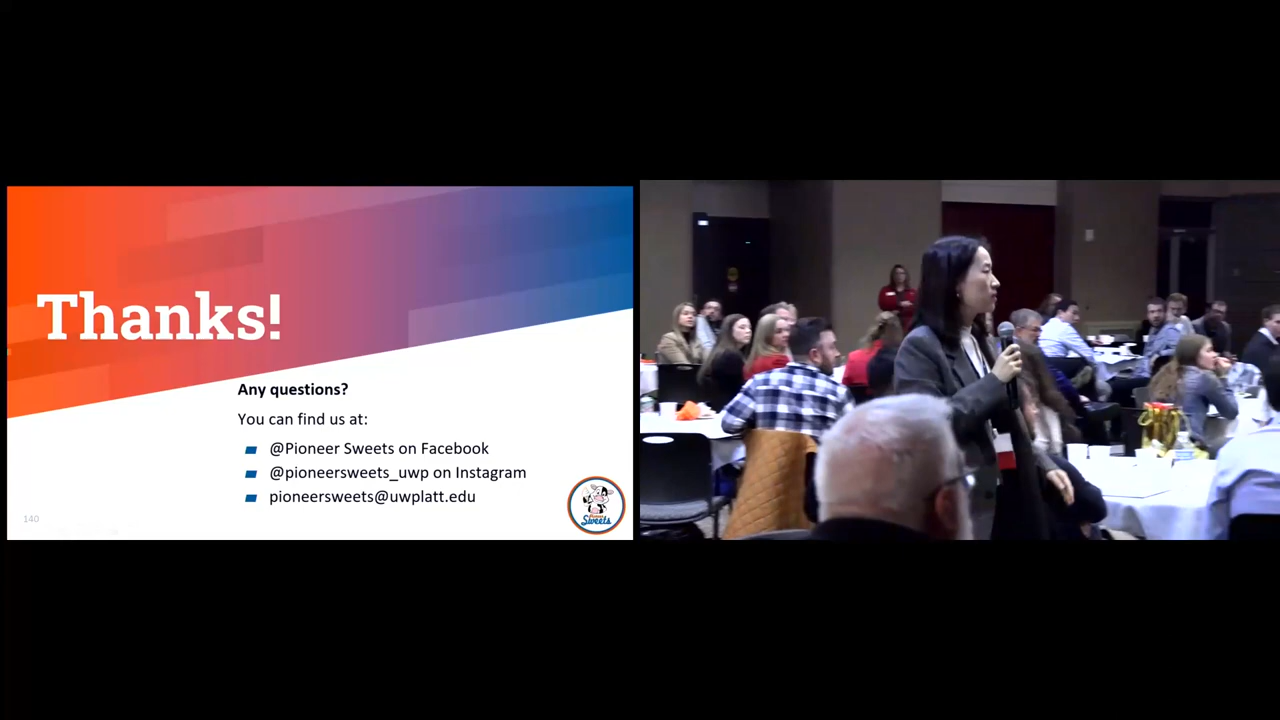 Thanks!
Any questions?
You can find us at:
@Pioneer Sweets on Facebook
@pioneersweets_uwp on Instagram
pioneersweets@uwplatt.edu
140
Pioneer
Sweets